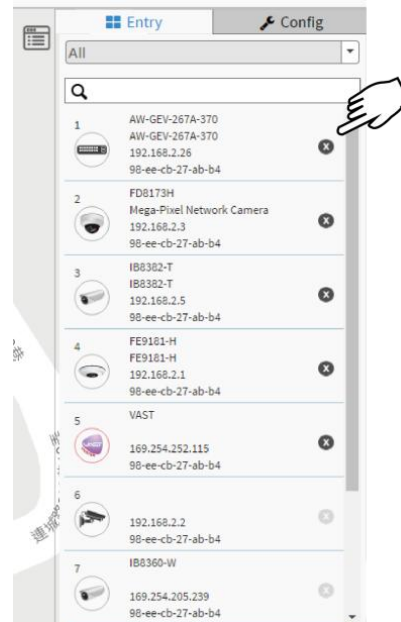 Entry
Config
All
1
AW-GEV-267A-370
AW-GEV-267A-370
192.168.2.26
98-ee-cb-27-ab-b4
2
FD8173H
Mega-Pixel Network Camera
192.168.2.3
98-ee-cb-27-ab-b4
3
IB8382-T
IB8382-T
192.168.2.5
98-ee-cb-27-ab-b4
4
FE9181-H
FE9181-H
192.168.2.1
98-ee-cb-27-ab-b4
5
VAST
169.254.252.115
98-ee-cb-27-ab-b4
6
192.168.2.2
98-ee-cb-27-ab-b4
7
IB8360-W
169.254.205.239
98-ee-cb-27-ab-b4